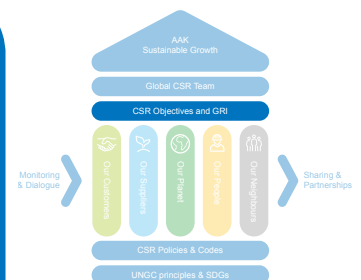 AAK
Sustainable Growth
Global CSR Team
CSR Objectives and GRI
Our Customers
Our Suppliers
Our Planet
Our People
Our Neighbours
Monitoring
& Dialogue
Sharing &
Partnerships
CSR Policies & Codes
UNGC principles & SDGs